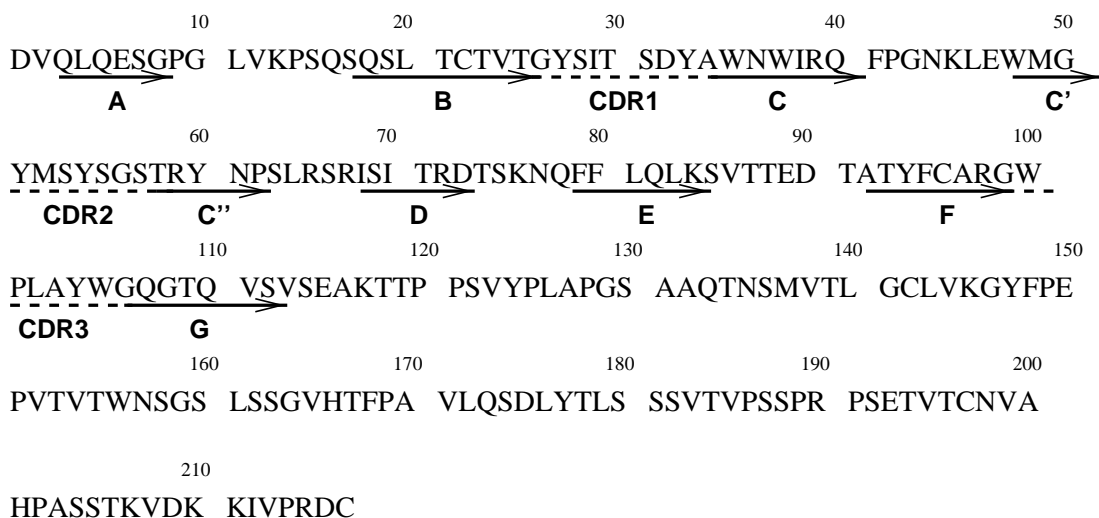 10 20 30 40 50
DVQLQESGPG LVKPSQSQSL TCTVTGYSIT SDYAWNWIRQ FPGNKLEWMG
A B CDR1 C C'
60 70 80 90 100
YMSYSGSTRY NPSLRSRISI TRDTSKNQFF LQLKSVTTED TATYFCARGW
CDR2 C'' D E F
110 120 130 140 150
PLAYWGQGTQ VSVSEAKTTP PSVYPLAPGS AAQTNSMVTL GCLVKGYFPE
CDR3 G
160 170 180 190 200
PVTVTWNSGS LSSGVHTFPA VLQSDLYTLS SSVTVPSSPR PSETVTCNVA
210
HPASSTKVDK KIVPRDC